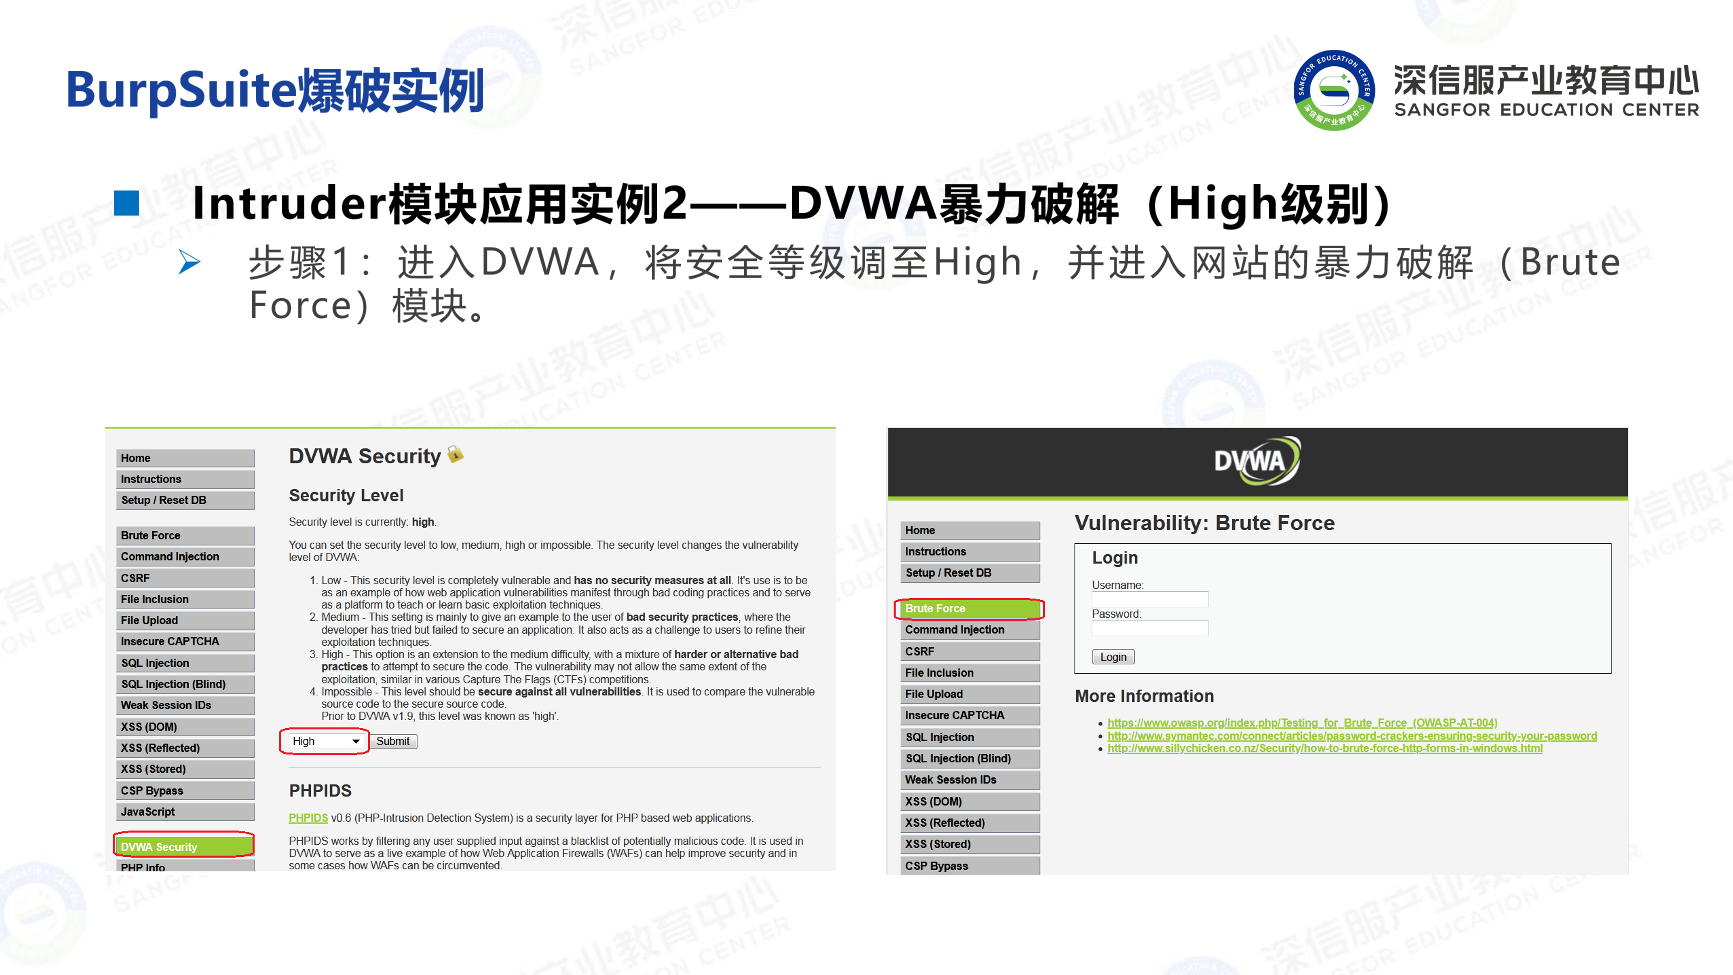 BurpSuite爆破实例
深信服产业教育中心
SANGFOR EDUCATION CENTER
Intruder模块应用实例2——DVWA暴力破解（High级别）
步骤1：进入DVWA，将安全等级调至High，并进入网站的暴力破解（Brute
Force）模块。
Home
Instructions
Setup / Reset DB
Brute Force
Command Injection
CSRF
File Inclusion
File Upload
Insecure CAPTCHA
SQL Injection
SQL Injection (Blind)
Weak Session IDs
XSS (DOM)
XSS (Reflected)
XSS (Stored)
CSP Bypass
JavaScript
DVWA Security
PHP Info
DVWA Security
Security Level
Security level is currently: high.
You can set the security level to low, medium, high or impossible. The security level changes the vulnerability
level of DVWA:
1. Low - This security level is completely vulnerable and has no security measures at all. It's use is to be
as an example of how web application vulnerabilities manifest through bad coding practices and to serve
as a platform to teach or learn basic exploitation techniques.
2. Medium - This setting is mainly to give an example to the user of bad security practices, where the
developer has tried but failed to secure an application. It also acts as a challenge to users to refine their
exploitation techniques.
3. High - This option is an extension to the medium difficulty, with a mixture of harder or alternative bad
practices to attempt to secure the code. The vulnerability may not allow the same extent of the
exploitation, similar in various Capture The Flags (CTFs) competitions.
4. Impossible - This level should be secure against all vulnerabilities. It is used to compare the vulnerable
source code to the secure source code.
Prior to DVWA v1.9, this level was known as 'high'.
High Submit
PHPIDS
PHPIDS v0.6 (PHP-Intrusion Detection System) is a security layer for PHP based web applications.
PHPIDS works by filtering any user supplied input against a blacklist of potentially malicious code. It is used in
DVWA to serve as a live example of how Web Application Firewalls (WAFs) can help improve security and in
some cases how WAFs can be circumvented.
DVWA
Home
Instructions
Setup / Reset DB
Brute Force
Command Injection
CSRF
File Inclusion
File Upload
Insecure CAPTCHA
SQL Injection
SQL Injection (Blind)
Weak Session IDs
XSS (DOM)
XSS (Reflected)
XSS (Stored)
CSP Bypass
Vulnerability: Brute Force
Login
Username:
Password:
Login
More Information
https://www.owasp.org/index.php/Testing_for_Brute_Force_(OWASP-AT-004)
http://www.symantec.com/connect/articles/password-crackers-ensuring-security-your-password
http://www.sillychicken.co.nz/Security/how-to-brute-force-http-forms-in-windows.html